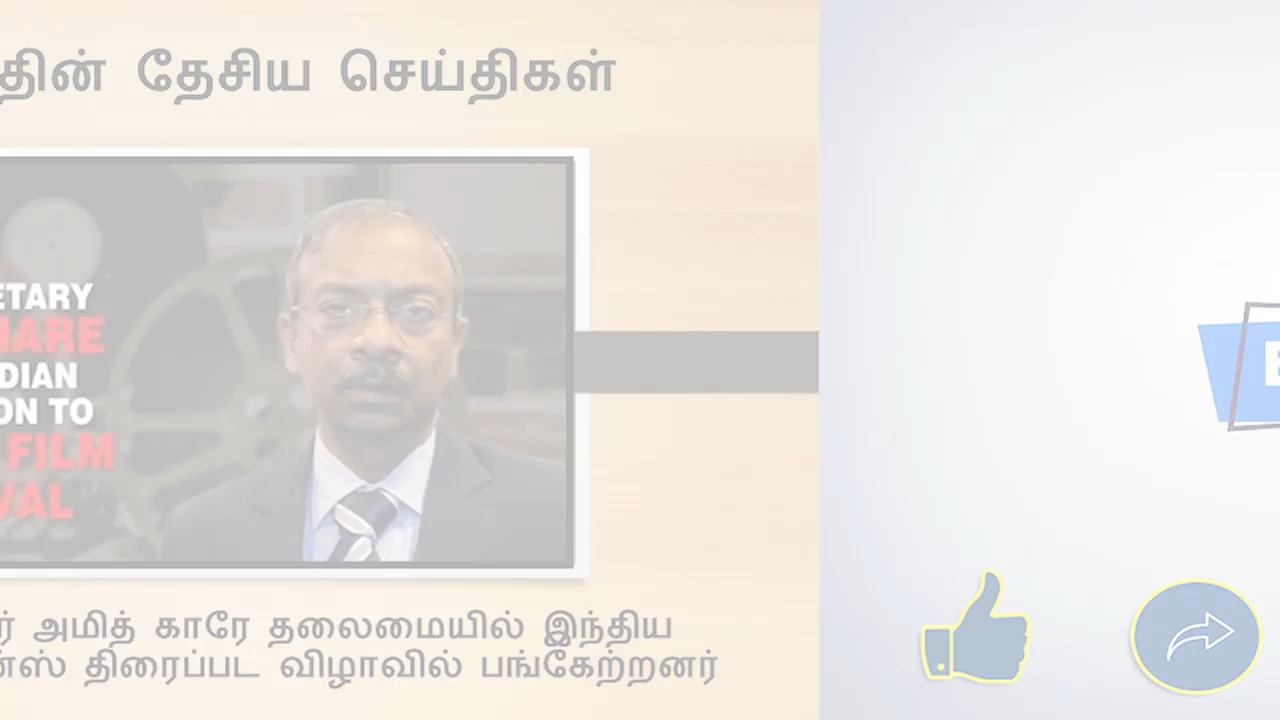 தின் தேசிய செய்திகள்
ETARY
HARE
DIAN
ON TO
FILM
VAL
ர் அமித் காரே தலைமையில் இந்திய
ன்ஸ் திரைப்பட விழாவில் பங்கேற்றனர்